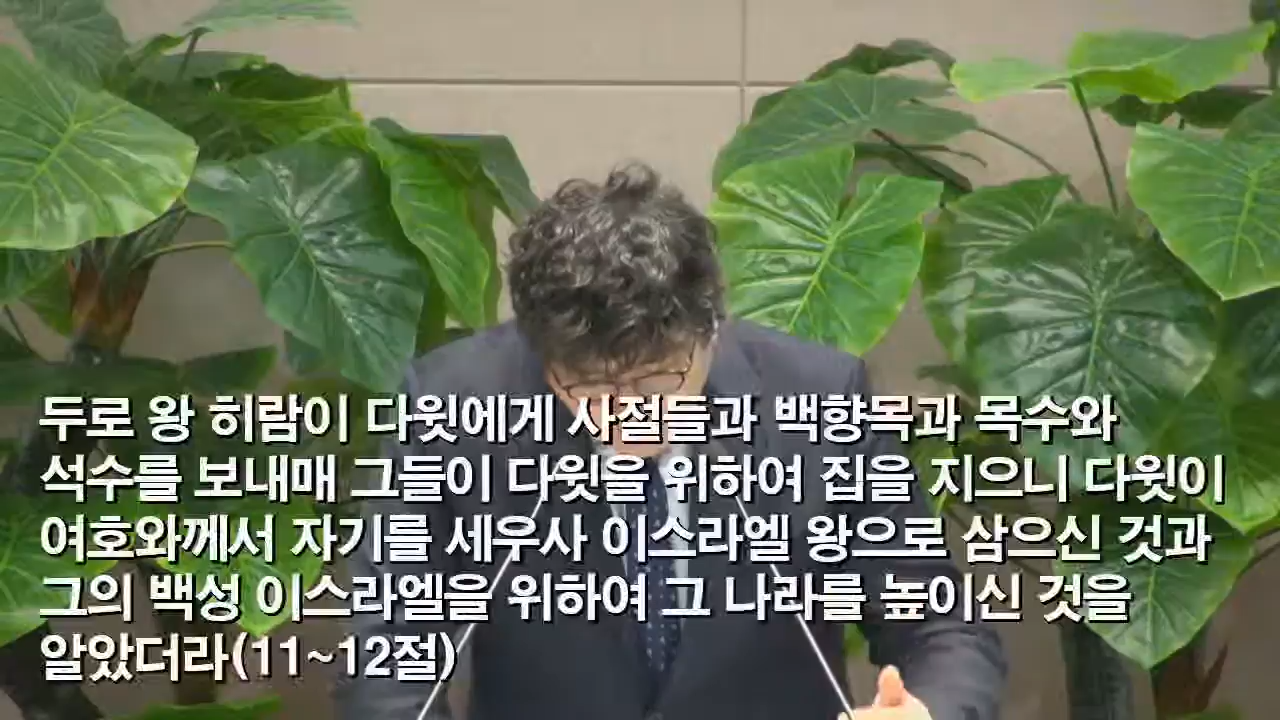 두로 왕 히람이 다윗에게 사절들과 백향목과 목수와
석수를 보내매 그들이 다윗을 위하여 집을 지으니 다윗이
여호와께서 자기를 세우사 이스라엘 왕으로 삼으신 것과
그의 백성 이스라엘을 위하여 그 나라를 높이신 것을
알았더라(11~12절)